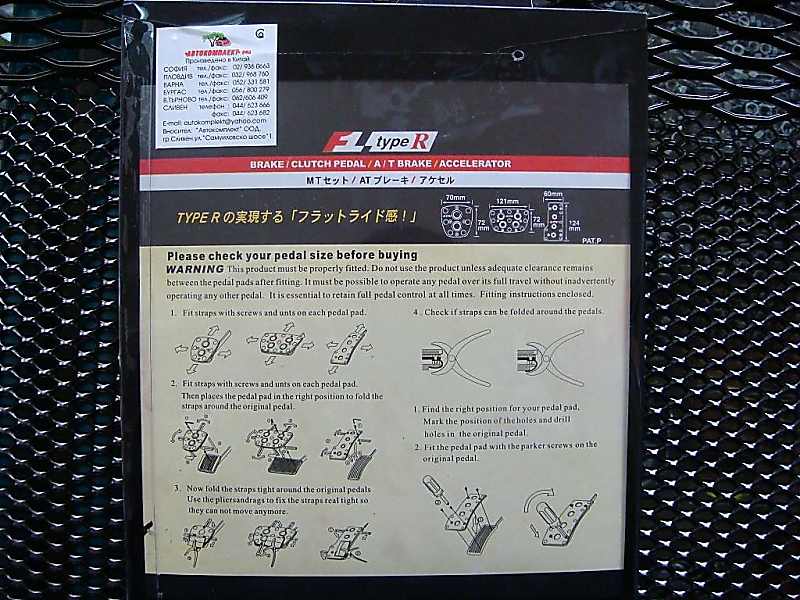 АВТОКОМПЛЕКТ
Произведено в Китай
СОФИЯ тел./факс: 02/ 936 0663
ПЛОВДИВ тел./факс: 032/ 968 760
ВАРНА тел./факс: 052/ 331 581
БУРГАС тел./факс: 056/ 800 279
В.ТЪРНОВО тел./факс: 062/606 409
СЛИВЕН телефон : 044/ 623 666
факс: 044/ 623 682
E-mail: autokomplekt@yahoo.com
Вносител: "Автокомплект" ООД,
гр.Сливен ул."Самуиловско шосе"1
type R
BRAKE / CLUTCH PEDAL / A / T BRAKE / ACCELERATOR
MTセット / ATブレーキ / アケセル
TYPE Rの実現する「フラットライド感！」
70mm
72 mm
121mm
72 mm
60mm
124 mm
PAT.P
Please check your pedal size before buying
WARNING This product must be properly fitted. Do not use the product unless adequate clearance remains
between the pedal pads after fitting. It must be possible to operate any pedal over its full travel without inadvertently
operating any other pedal. It is essential to retain full pedal control at all times. Fitting instructions enclosed.
1. Fit straps with screws and unts on each pedal pad.
2. Fit straps with screws and unts on each pedal pad.
Then places the pedal pad in the right position to fold the
straps around the original pedal.
3. Now fold the straps tight around the original pedals
Use the pliersandrags to fix the straps real tight so
they can not move anymore.
4 . Check if straps can be folded around the pedals.
1. Find the right position for your pedal pad,
Mark the position of the holes and drill
holes in the original pedal.
2. Fit the pedal pad with the parker screws on the
original pedal.